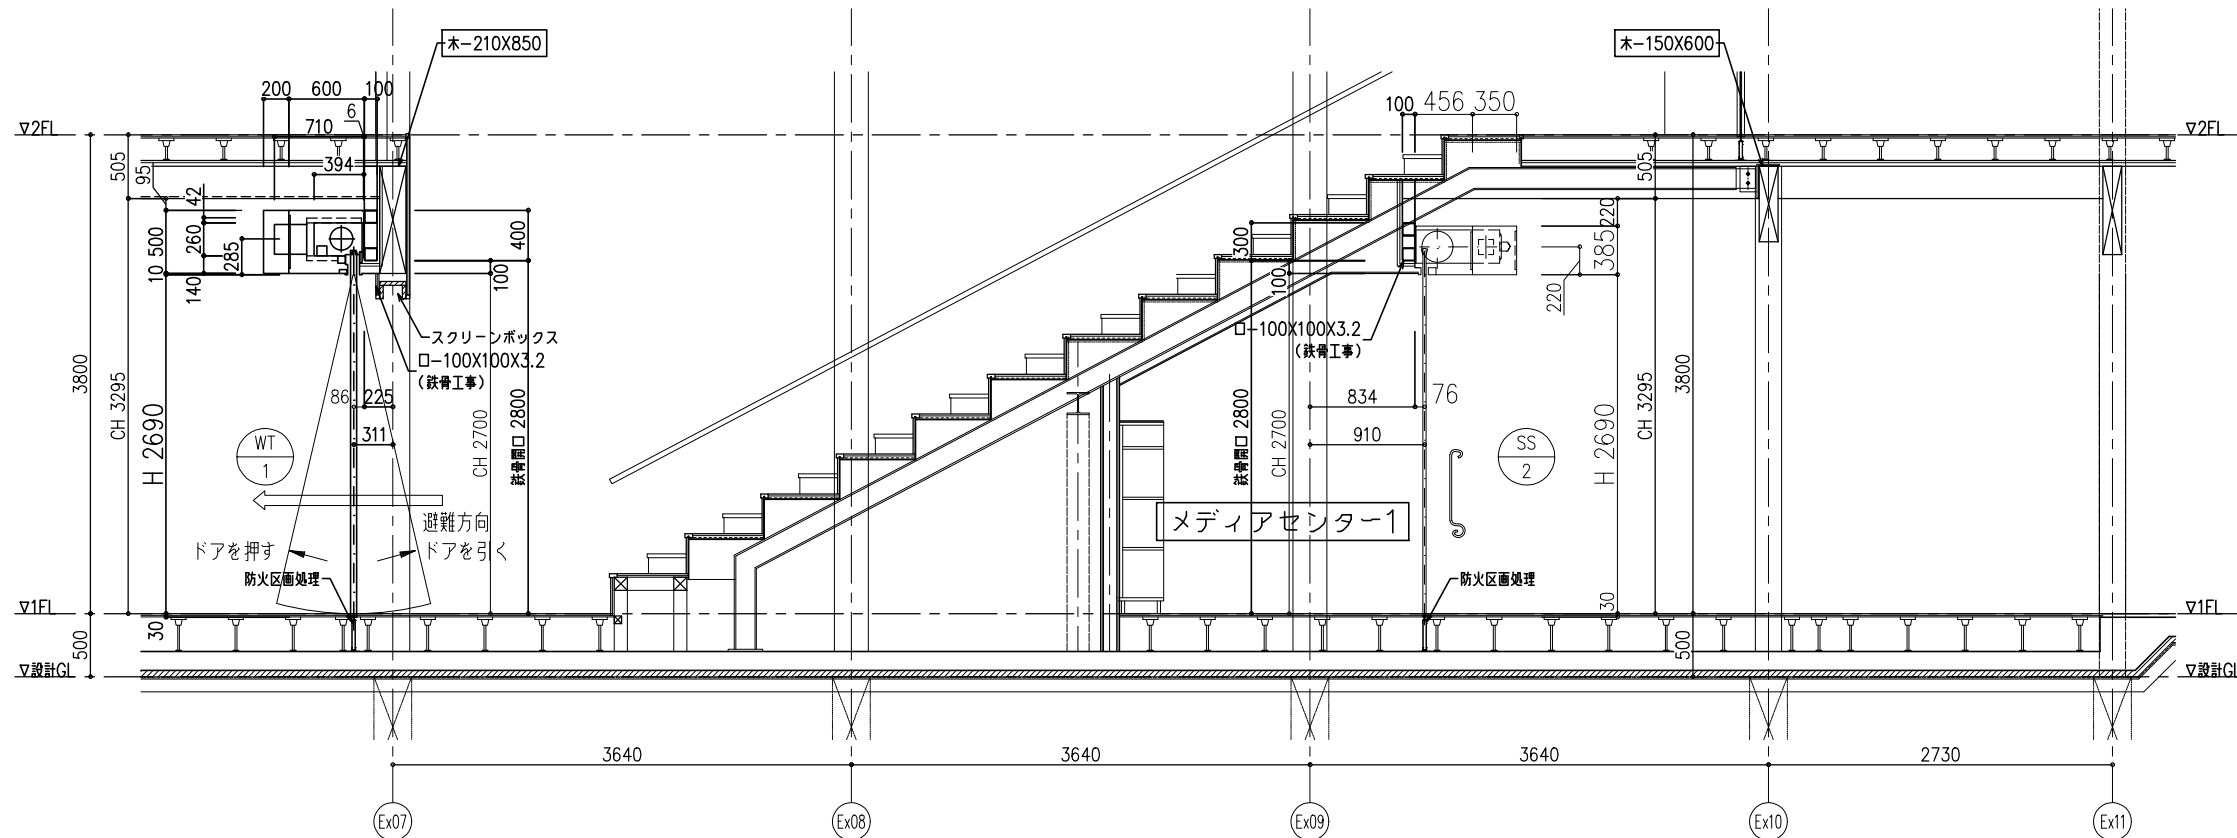 木-210X850
木-150X600
200 600 100
6
710
394
100 456 350
▽2FL
▽2FL
505
95
42
260
500
10
285
140
400
100
300
100
505
220
385
220
スクリーンボックス
ロ-100X100X3.2
(鉄骨工事)
ロ-100X100X3.2
(鉄骨工事)
3800
CH 3295
H 2690
86 225
311
CH 2700
鉄骨開口 2800
鉄骨開口 2800
CH 2700
834
76
910
H 2690
CH 3295
3800
WT
1
SS
2
避難方向
ドアを押す
ドアを引く
防火区画処理
メディアセンター1
防火区画処理
▽1FL
▽1FL
30
500
30
500
▽設計GL
▽設計GL
3640
3640
3640
2730
Ex07
Ex08
Ex09
Ex10
Ex11